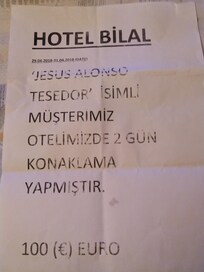 HOTEL BİLAL
'JESUS ALONSO
TESEDOR' İSİMLİ
MÜŞTERİMİZ
OTELİMİZDE 2 GÜN
KONAKLAMA
YAPMIŞTIR.
100 (€) EURO